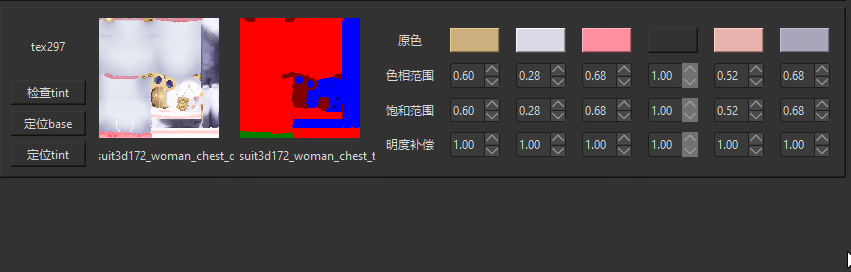 tex297
检查tint
定位base
定位tint
suit3d172_woman_chest_d
suit3d172_woman_chest_t
原色
色相范围 0.60 0.28 0.68 1.00 0.52 0.68
饱和范围 0.60 0.28 0.68 1.00 0.52 0.68
明度补偿 1.00 1.00 1.00 1.00 1.00 1.00